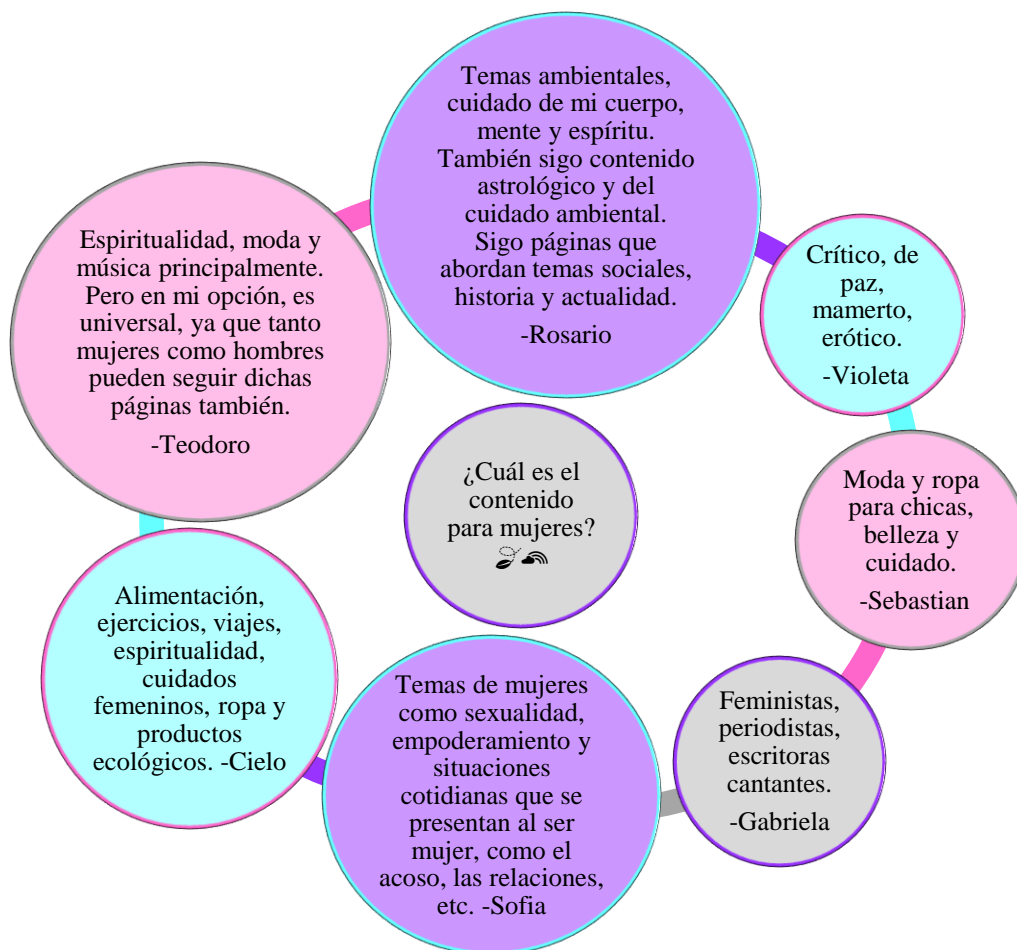 Temas ambientales,
cuidado de mi cuerpo,
mente y espíritu.
También sigo contenido
astrológico y del
cuidado ambiental.
Sigo páginas que
abordan temas sociales,
historia y actualidad.
-Rosario
Crítico, de
paz,
mamerto,
erótico.
-Violeta
Moda y ropa
para chicas,
belleza y
cuidado.
-Sebastian
Feministas,
periodistas,
escritoras
cantantes.
-Gabriela
Temas de mujeres
como sexualidad,
empoderamiento y
situaciones
cotidianas que se
presentan al ser
mujer, como el
acoso, las relaciones,
etc. -Sofia
Alimentación,
ejercicios, viajes,
espiritualidad,
cuidados
femeninos, ropa y
productos
ecológicos. -Cielo
Espiritualidad, moda y
música principalmente.
Pero en mi opción, es
universal, ya que tanto
mujeres como hombres
pueden seguir dichas
páginas también.
-Teodoro
¿Cuál es el
contenido
para mujeres?